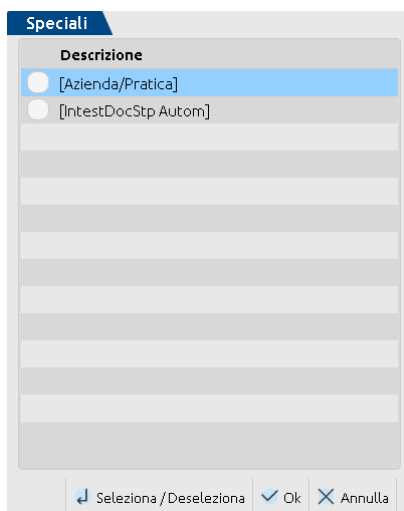 Speciali
Descrizione
[Azienda/Pratica]
[IntestDocStp Autom]
Seleziona / Deseleziona Ok Annulla